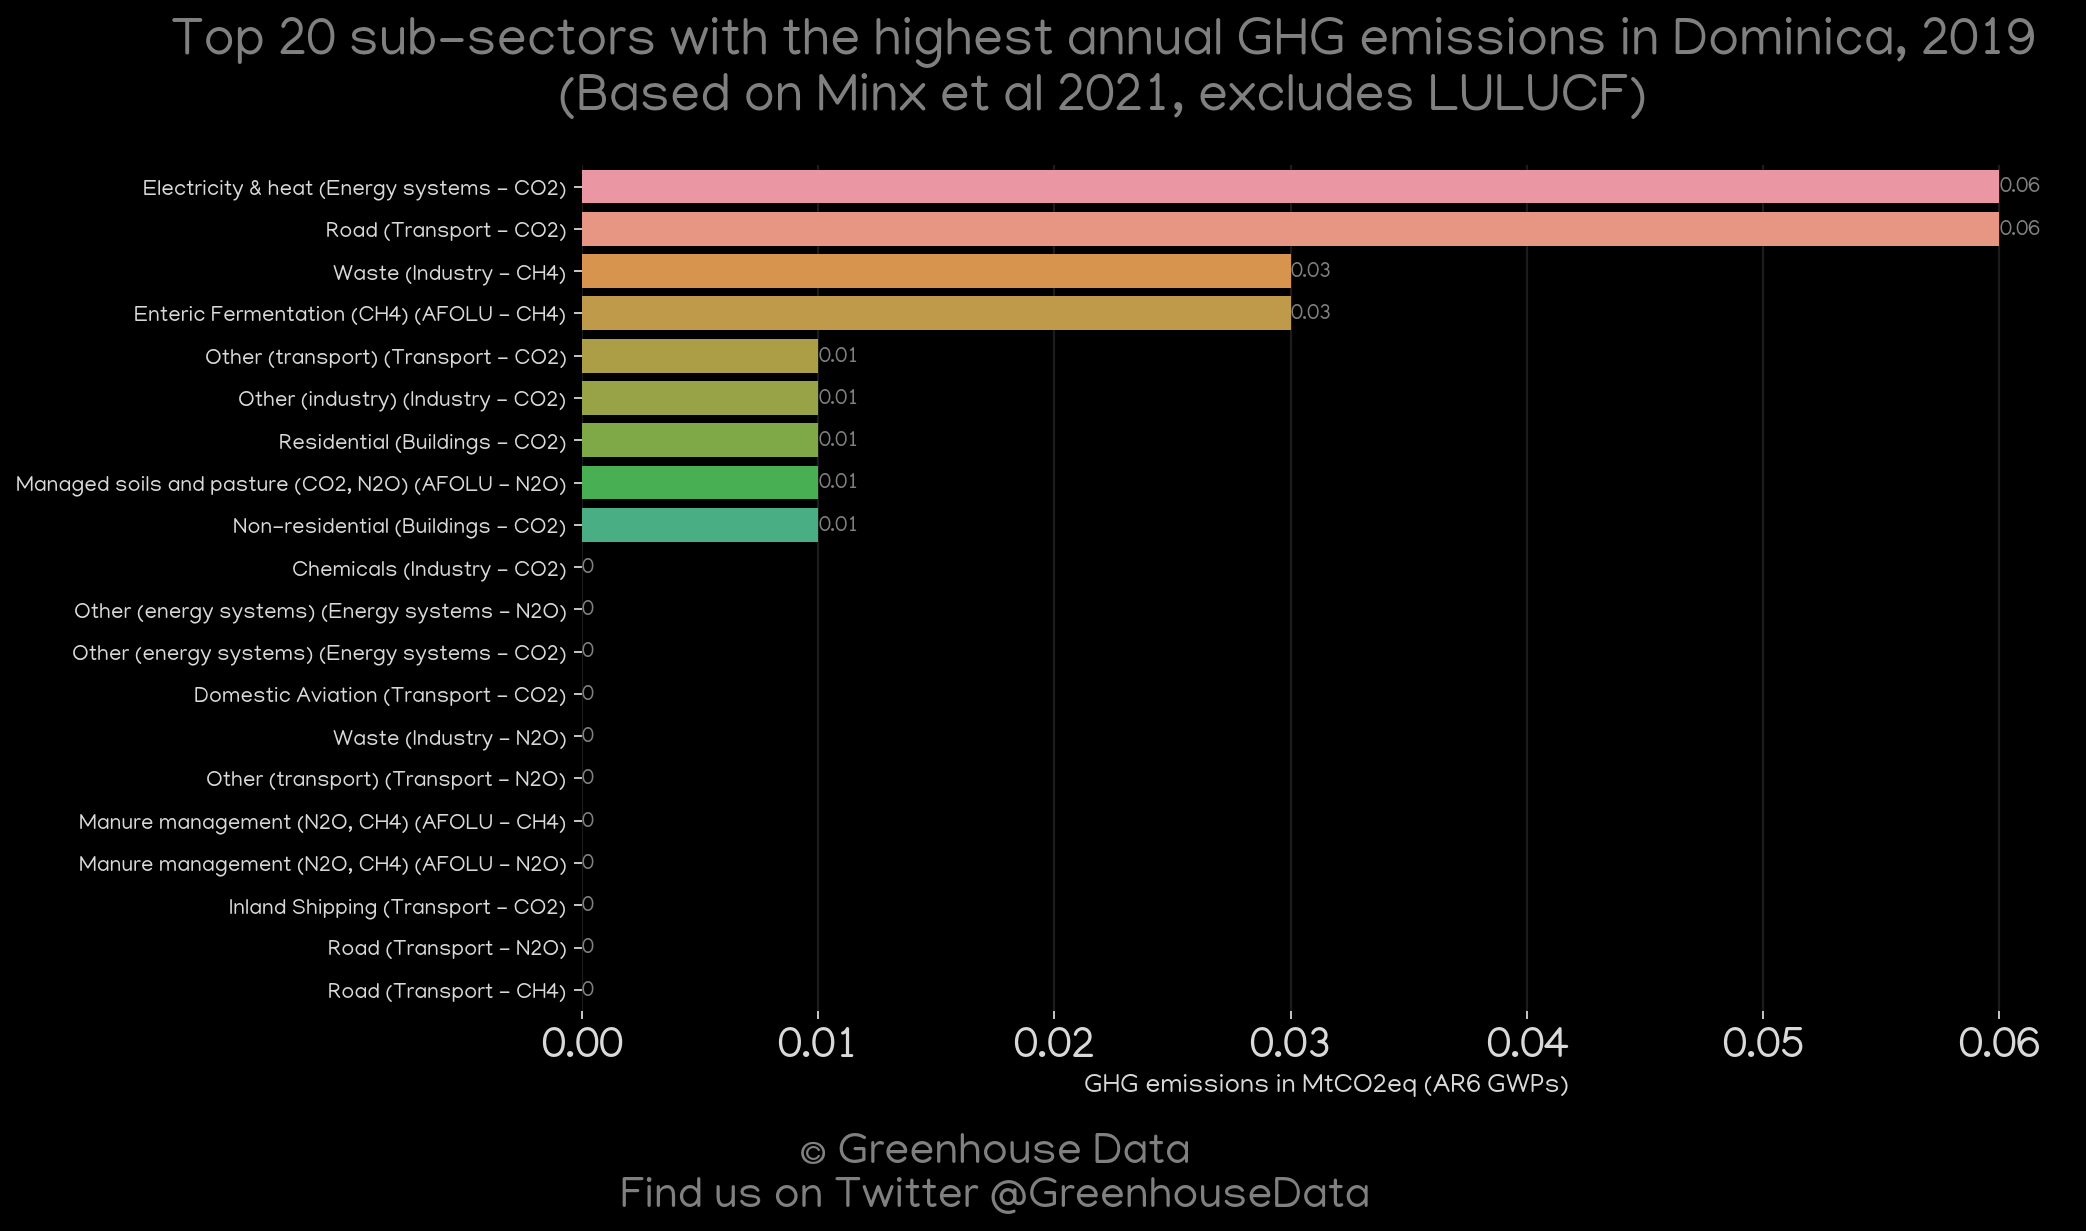 Top 20 sub-sectors with the highest annual GHG emissions in Dominica, 2019
(Based on Minx et al 2021, excludes LULUCF)
Electricity & heat (Energy systems - CO2) 0.06
Road (Transport - CO2) 0.06
Waste (Industry - CH4) 0.03
Enteric Fermentation (CH4) (AFOLU - CH4) 0.03
Other (transport) (Transport - CO2) 0.01
Other (industry) (Industry - CO2) 0.01
Residential (Buildings - CO2) 0.01
Managed soils and pasture (CO2, N2O) (AFOLU - N2O) 0.01
Non-residential (Buildings - CO2) 0.01
Chemicals (Industry - CO2) 0
Other (energy systems) (Energy systems - N2O) 0
Other (energy systems) (Energy systems - CO2) 0
Domestic Aviation (Transport - CO2) 0
Waste (Industry - N2O) 0
Other (transport) (Transport - N2O) 0
Manure management (N2O, CH4) (AFOLU - CH4) 0
Manure management (N2O, CH4) (AFOLU - N2O) 0
Inland Shipping (Transport - CO2) 0
Road (Transport - N2O) 0
Road (Transport - CH4) 0
0.00 0.01 0.02 0.03 0.04 0.05 0.06
GHG emissions in MtCO2eq (AR6 GWPs)
© Greenhouse Data
Find us on Twitter @GreenhouseData